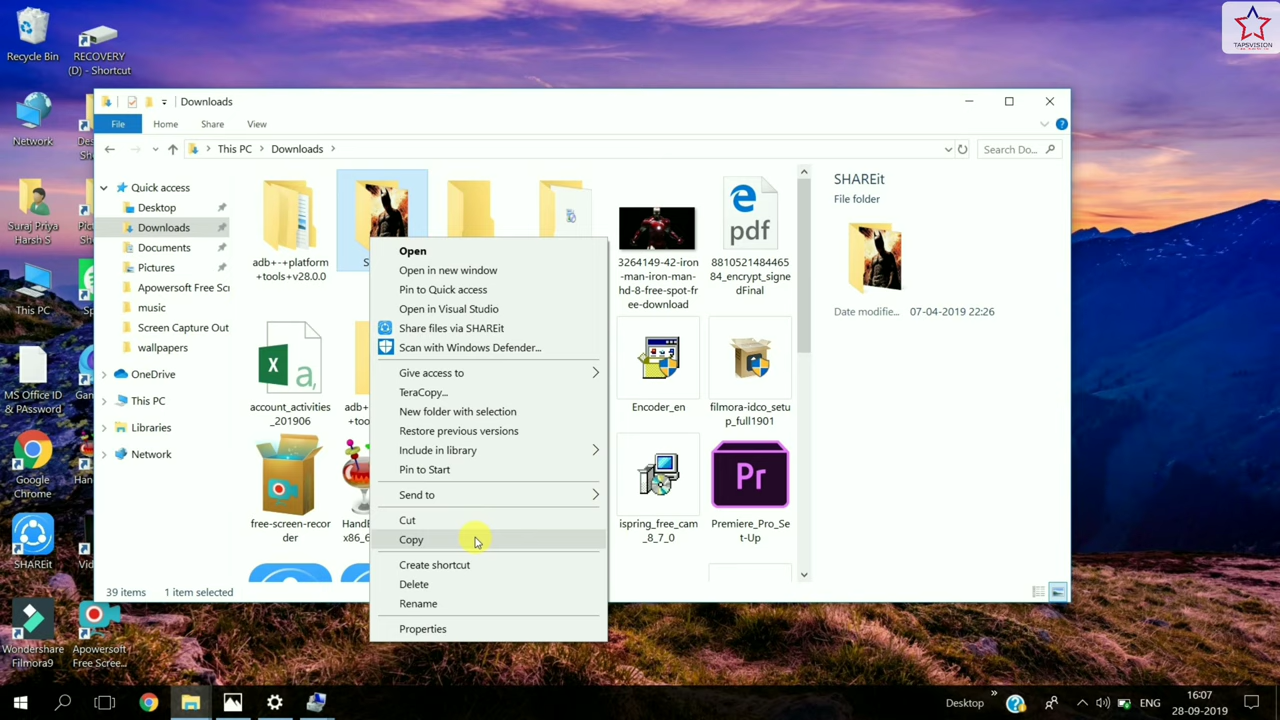 Recycle Bin
RECOVERY
(D) - Shortcut
TAPSVISION
Network
Suraj Priya
Harsh S
This PC
MS Office ID
& PAssword
Google
Chrome
SHAREit
Wondershare
Filmora9
Apowersoft
Free Scree...
Downloads
File
Home
Share
View
This PC
Downloads
Search Do...
Quick access
Desktop
Downloads
Documents
Pictures
Apowersoft Free Scr
music
Screen Capture Out
wallpapers
OneDrive
This PC
Libraries
Network
adb+-+platform
+tools+v28.0.0
3264149-42-iron
-man-iron-man-
hd-8-free-spot-fr
ee-download
pdf
8810521484465
84_encrypt_signe
dFinal
account_activities
_201906
Encoder_en
filmora-idco_setu
p_full1901
free-screen-recor
der
ispring_free_cam
_8_7_0
Pr
Premiere_Pro_Se
t-Up
Open
Open in new window
Pin to Quick access
Open in Visual Studio
Share files via SHAREit
Scan with Windows Defender...
Give access to
TeraCopy...
New folder with selection
Restore previous versions
Include in library
Pin to Start
Send to
Cut
Copy
Create shortcut
Delete
Rename
Properties
SHAREit
File folder
Date modifie...
07-04-2019 22:26
39 items
1 item selected
Desktop
ENG
16:07
28-09-2019